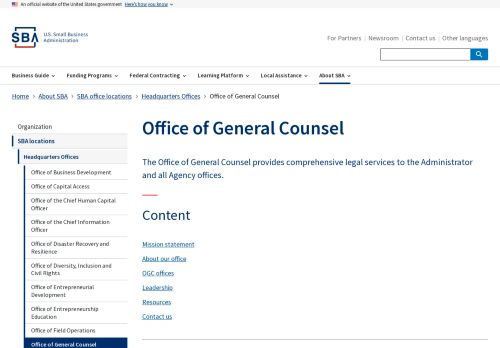 An official website of the United States government Here's how you know
SBA U.S. Small Business
Administration
For Partners | Newsroom | Contact us | Other languages
Business Guide Funding Programs Federal Contracting Learning Platform Local Assistance About SBA
Home > About SBA > SBA office locations > Headquarters Offices > Office of General Counsel
Organization
SBA locations
Headquarters Offices
Office of Business Development
Office of Capital Access
Office of the Chief Human Capital
Officer
Office of the Chief Information
Officer
Office of Disaster Recovery and
Resilience
Office of Diversity, Inclusion and
Civil Rights
Office of Entrepreneurial
Development
Office of Entrepreneurship
Education
Office of Field Operations
Office of General Counsel
Office of General Counsel
The Office of General Counsel provides comprehensive legal services to the Administrator
and all Agency offices.
Content
Mission statement
About our office
OGC offices
Leadership
Resources
Contact us